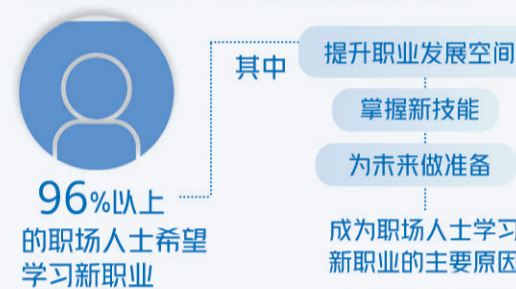 96%以上
的职场人士希望
学习新职业
其中
提升职业发展空间
掌握新技能
为未来做准备
成为职场人士学习
新职业的主要原因